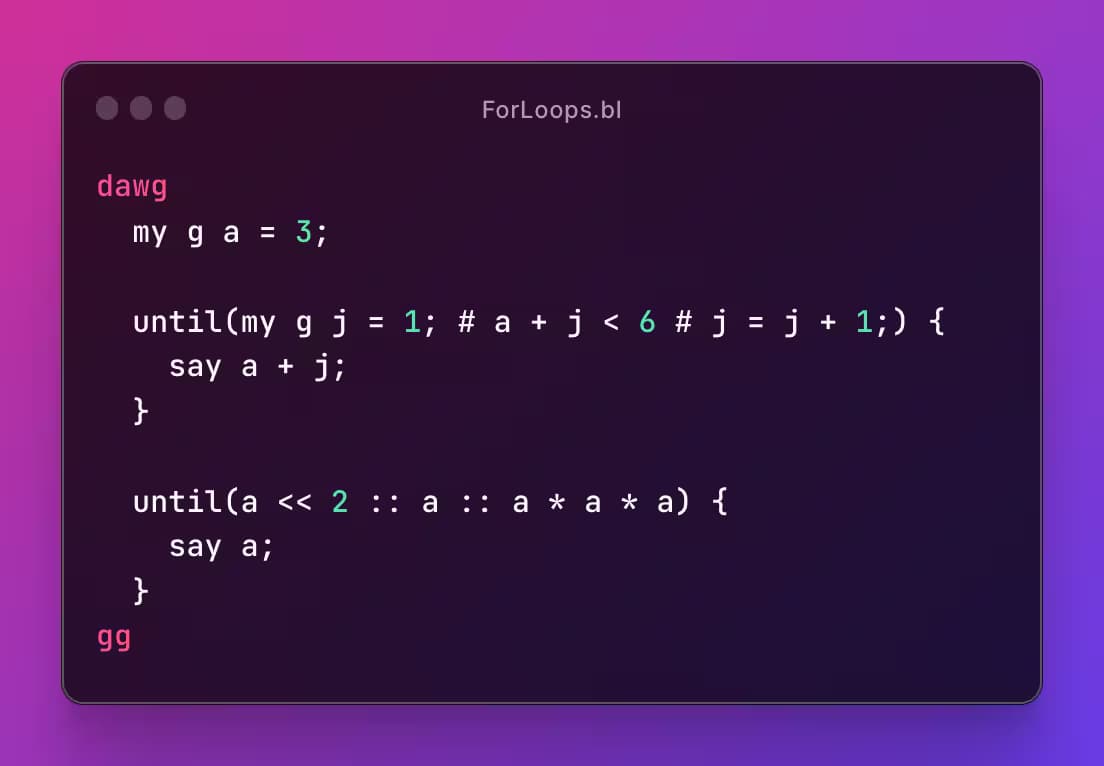 ForLoops.bl
dawg
my g a = 3;
until(my g j = 1; # a + j < 6 # j = j + 1;) {
say a + j;
}
until(a << 2 :: a :: a * a * a) {
say a;
}
gg